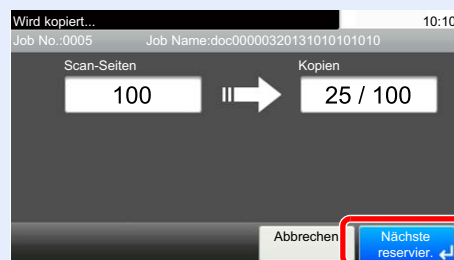 Wird kopiert... 10:10
Job No.:0005 Job Name:doc00000320131010101010
Scan-Seiten Kopien
100 25 / 100
Abbrechen Nächste
reservier.